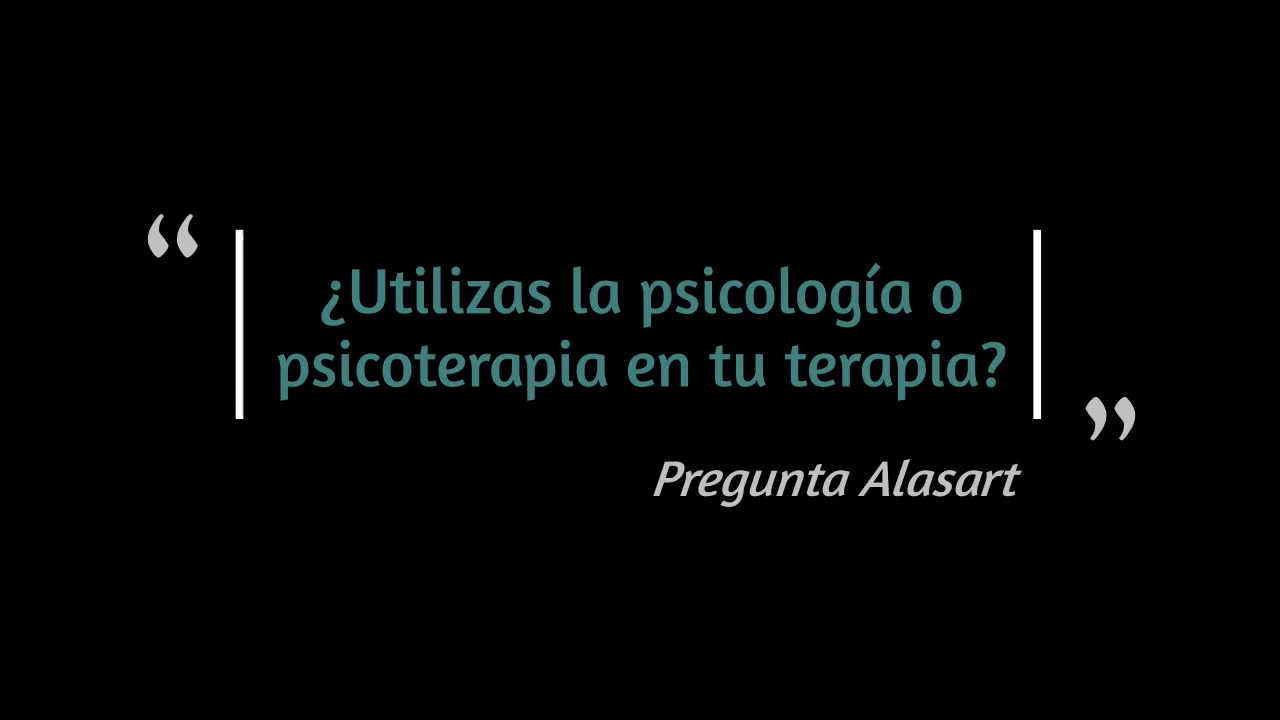 “
¿Utilizas la psicología o
psicoterapia en tu terapia?
”
Pregunta Alasart